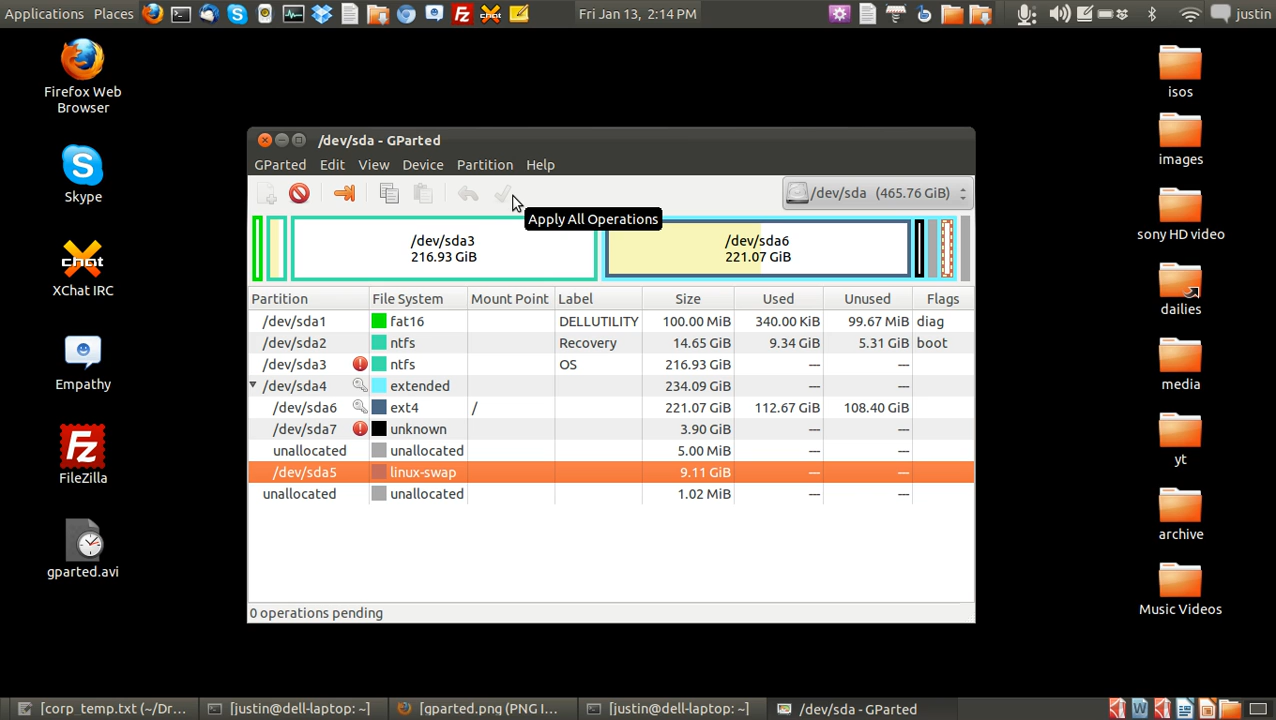 Applications Places Fri Jan 13, 2:14 PM justin
Firefox Web
Browser
Skype
XChat IRC
chat
Empathy
FileZilla
gparted.avi
isos
images
sony HD video
dailies
media
yt
archive
Music Videos
/dev/sda - GParted
GParted Edit View Device Partition Help
/dev/sda (465.76 GiB)
Apply All Operations
/dev/sda3
216.93 GiB
/dev/sda6
221.07 GiB
Partition File System Mount Point Label Size Used Unused Flags
/dev/sda1 fat16 DELLUTILITY 100.00 MiB 340.00 KiB 99.67 MiB diag
/dev/sda2 ntfs Recovery 14.65 GiB 9.34 GiB 5.31 GiB boot
/dev/sda3 ntfs OS 216.93 GiB --- ---
/dev/sda4 extended 234.09 GiB --- ---
/dev/sda6 ext4 / 221.07 GiB 112.67 GiB 108.40 GiB
/dev/sda7 unknown 3.90 GiB --- ---
unallocated unallocated 5.00 MiB --- ---
/dev/sda5 linux-swap 9.11 GiB --- ---
unallocated unallocated 1.02 MiB --- ---
0 operations pending
[corp_temp.txt (~/Dr... [justin@dell-laptop: ~] [gparted.png (PNG I... [justin@dell-laptop: ~] /dev/sda - GParted